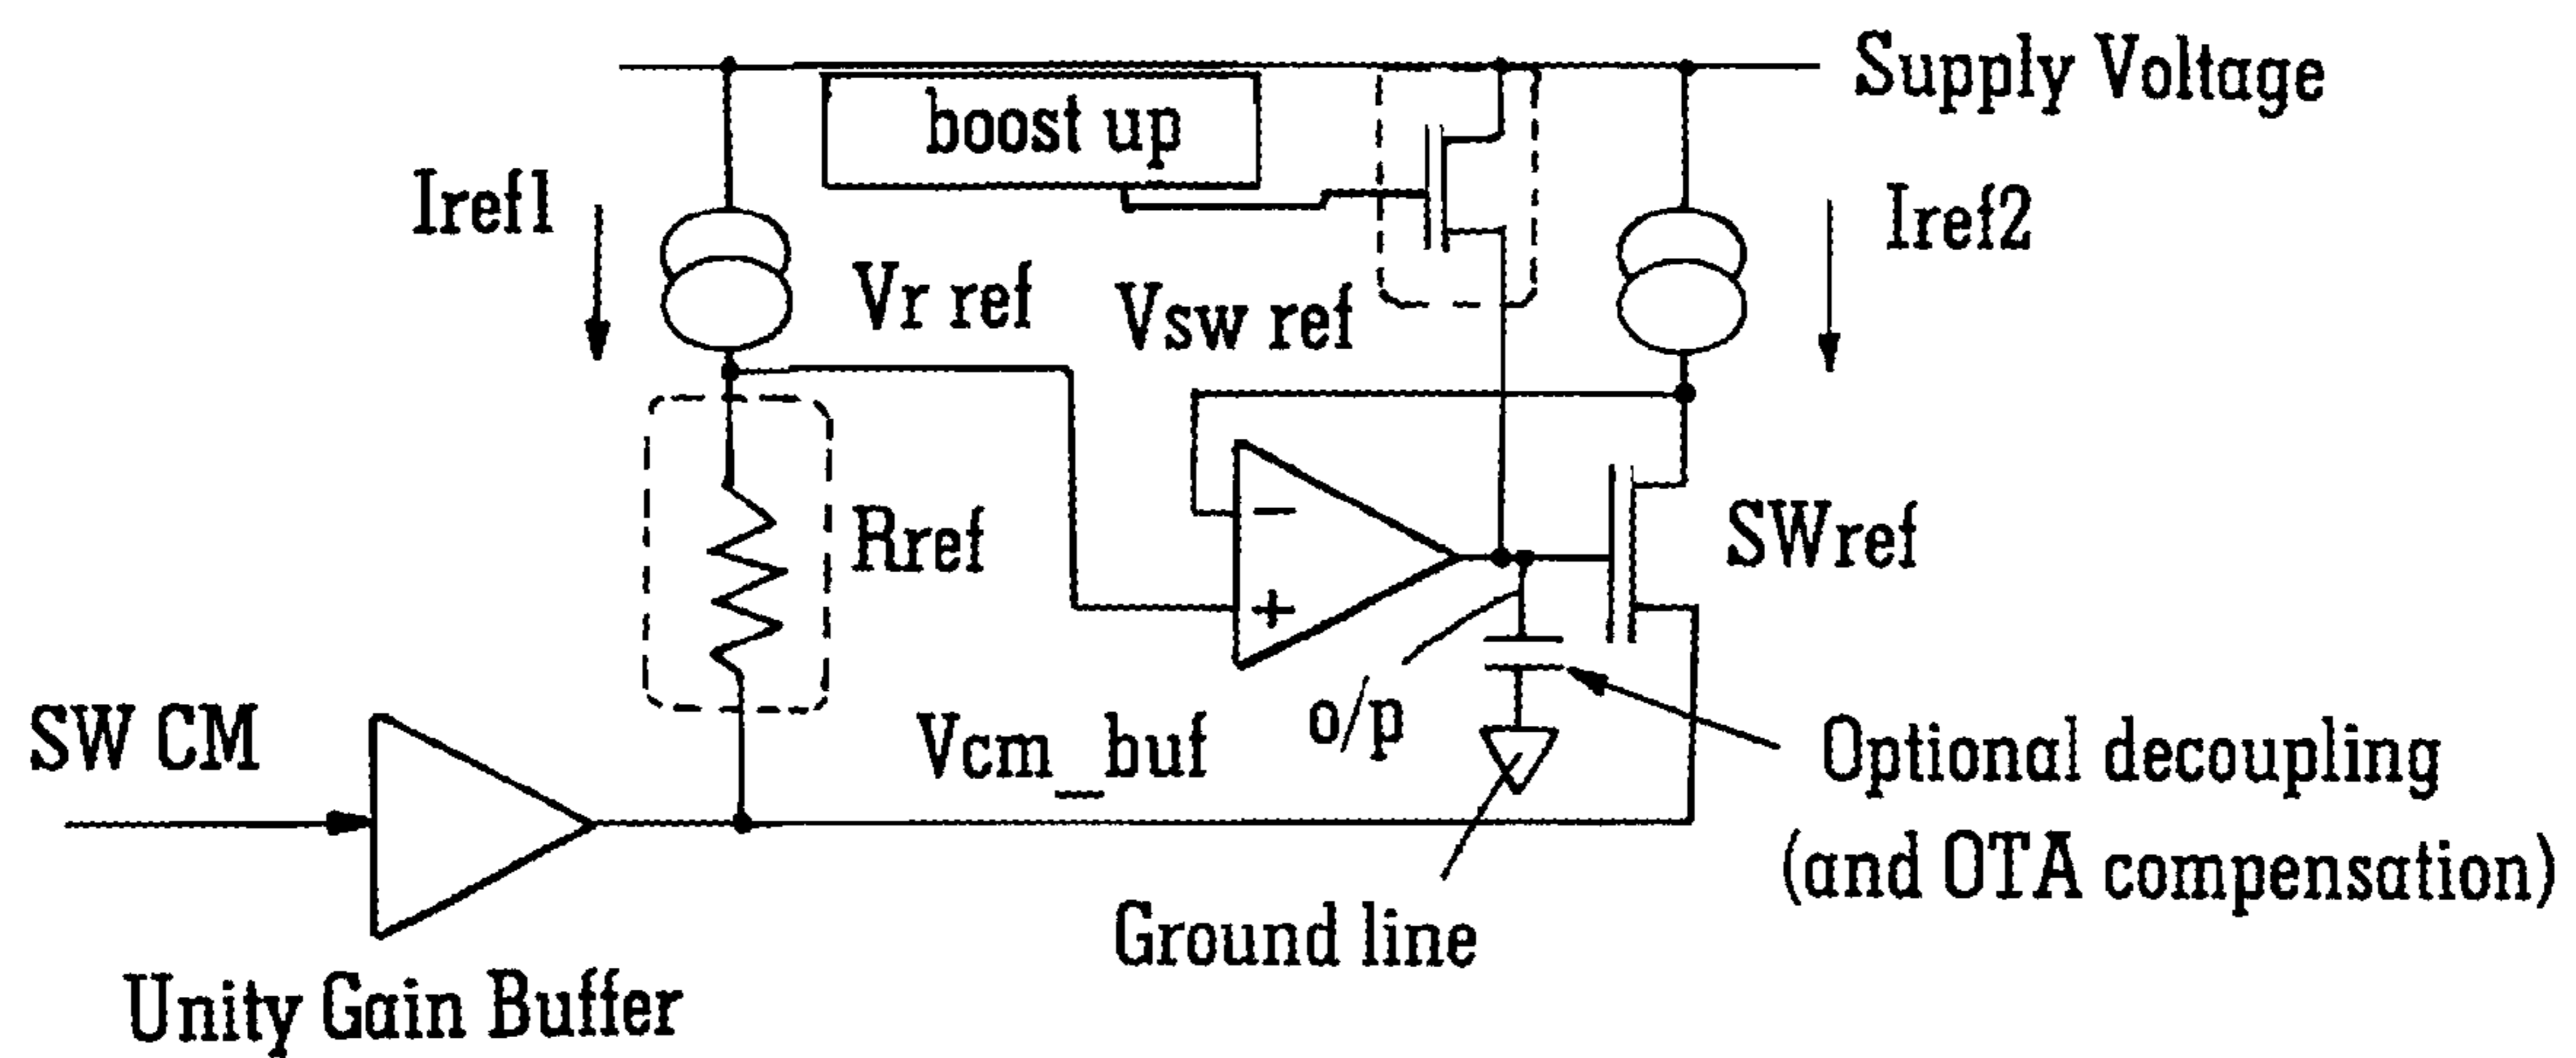 Supply Voltage
boost up
Iref1
Iref2
Vr ref
Vsw ref
−
+
Rref
SWref
SW CM
Vcm_buf
o/p
Optional decoupling
(and OTA compensation)
Ground line
Unity Gain Buffer